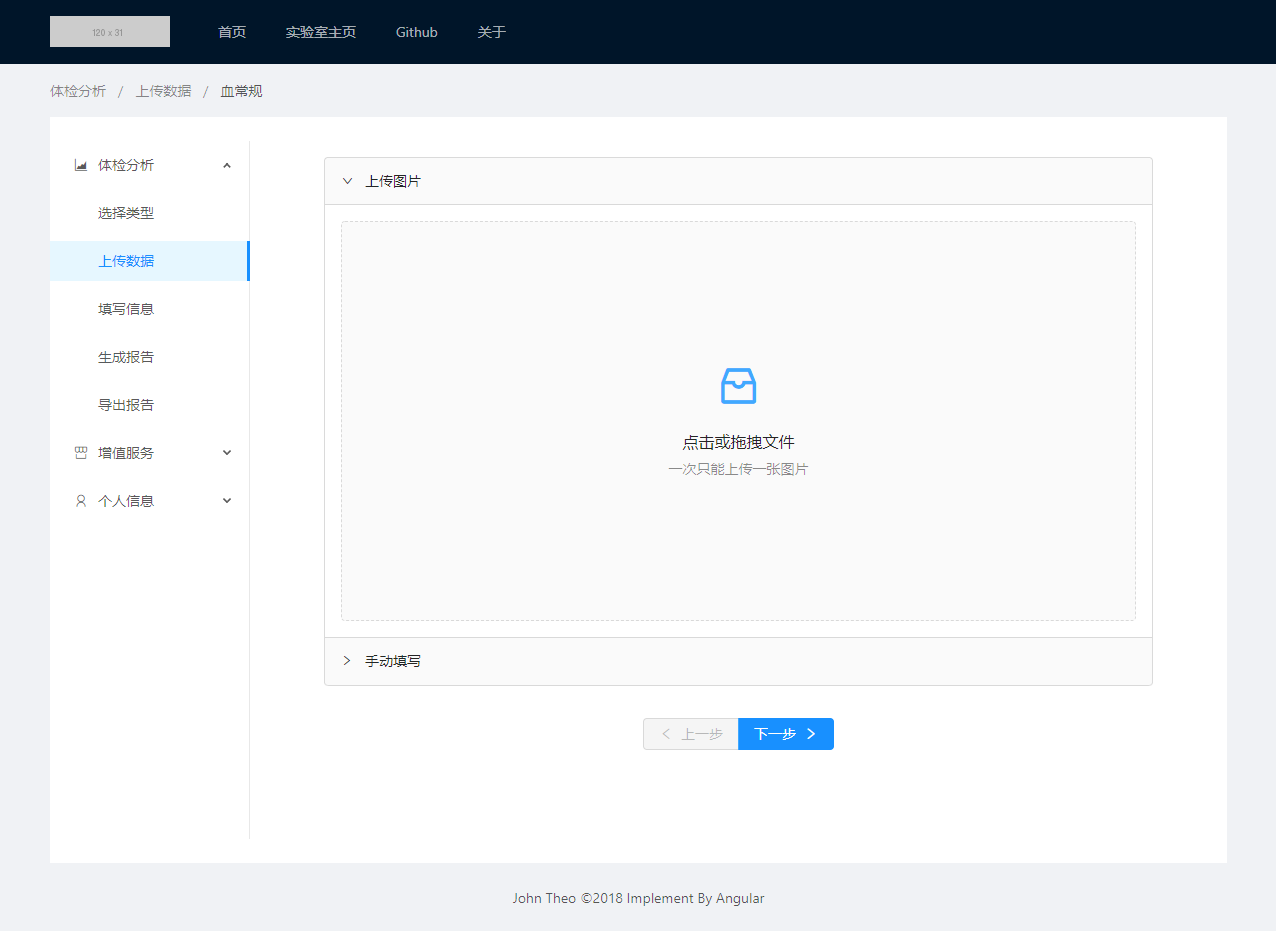 120 x 31 首页 实验室主页 Github 关于
体检分析 / 上传数据 / 血常规
体检分析
选择类型
上传数据
填写信息
生成报告
导出报告
增值服务
个人信息
上传图片
点击或拖拽文件
一次只能上传一张图片
手动填写
上一步 下一步
John Theo ©2018 Implement By Angular